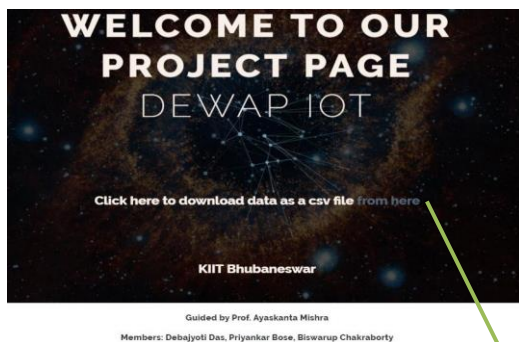 WELCOME TO OUR
PROJECT PAGE
DEWAP IOT
Click here to download data as a csv file from here
KIIT Bhubaneswar
Guided by Prof. Ayaskanta Mishra
Members: Debajyoti Das, Priyankar Bose, Biswarup Chakraborty